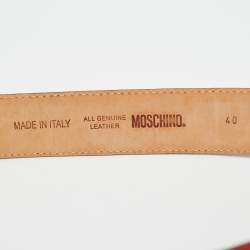 MADE IN ITALY
ALL GENUINE
LEATHER
MOSCHINO®
40